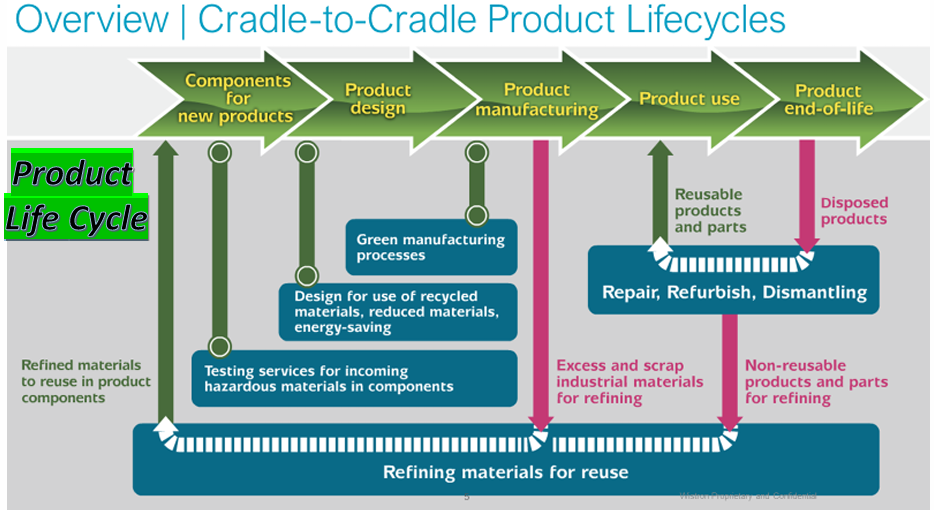 Overview | Cradle-to-Cradle Product Lifecycles
Components
for
new products
Product
design
Product
manufacturing
Product use
Product
end-of-life
Product
Life Cycle
Reusable
products
and parts
Disposed
products
Green manufacturing
processes
Design for use of recycled
materials, reduced materials,
energy-saving
Repair, Refurbish, Dismantling
Testing services for incoming
hazardous materials in components
Refined materials
to reuse in product
components
Excess and scrap
industrial materials
for refining
Non-reusable
products and parts
for refining
Refining materials for reuse
5
Wistron Proprietary and Confidential